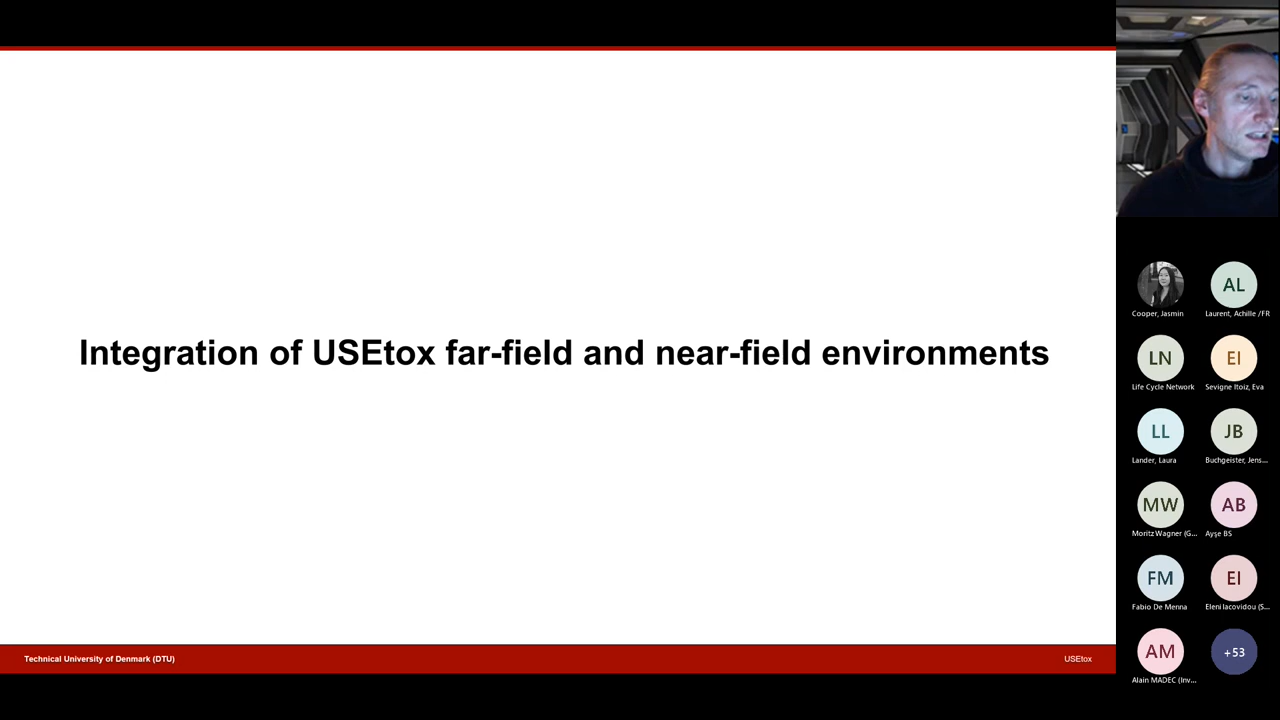 Integration of USEtox far-field and near-field environments
Technical University of Denmark (DTU)
USEtox
Cooper, Jasmin
AL
Laurent, Achille /FR
LN
Life Cycle Network
EI
Sevigne Itoiz, Eva
LL
Lander, Laura
JB
Buchgeister, Jens...
MW
Moritz Wagner (G...
AB
Ayşe BS
FM
Fabio De Menna
EI
Eleni Iacovidou (S...
AM
Alain MADEC (Inv...
+53